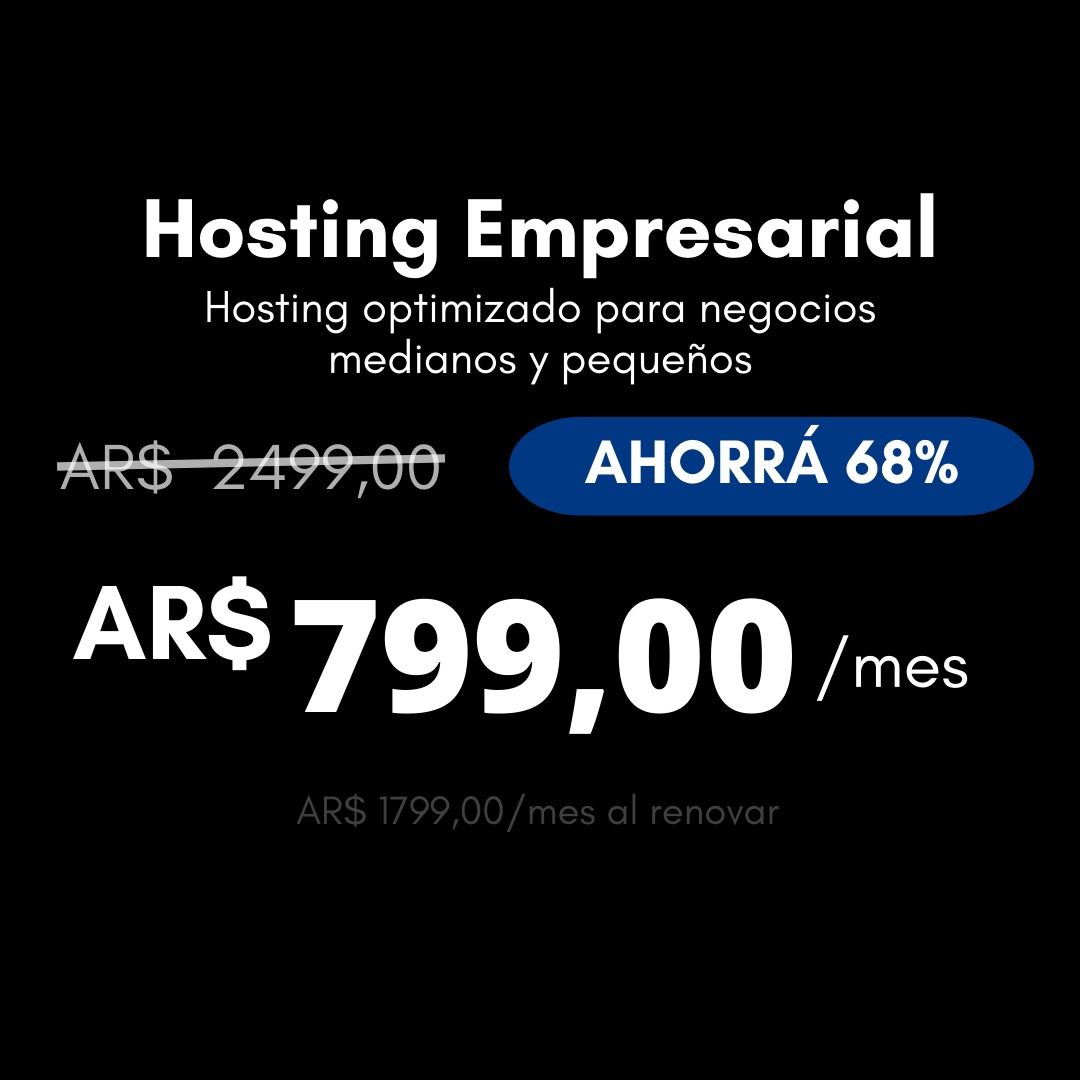 Hosting Empresarial
Hosting optimizado para negocios
medianos y pequeños
AR$ 2499,00
AHORRÁ 68%
AR$ 799,00 /mes
AR$ 1799,00/mes al renovar